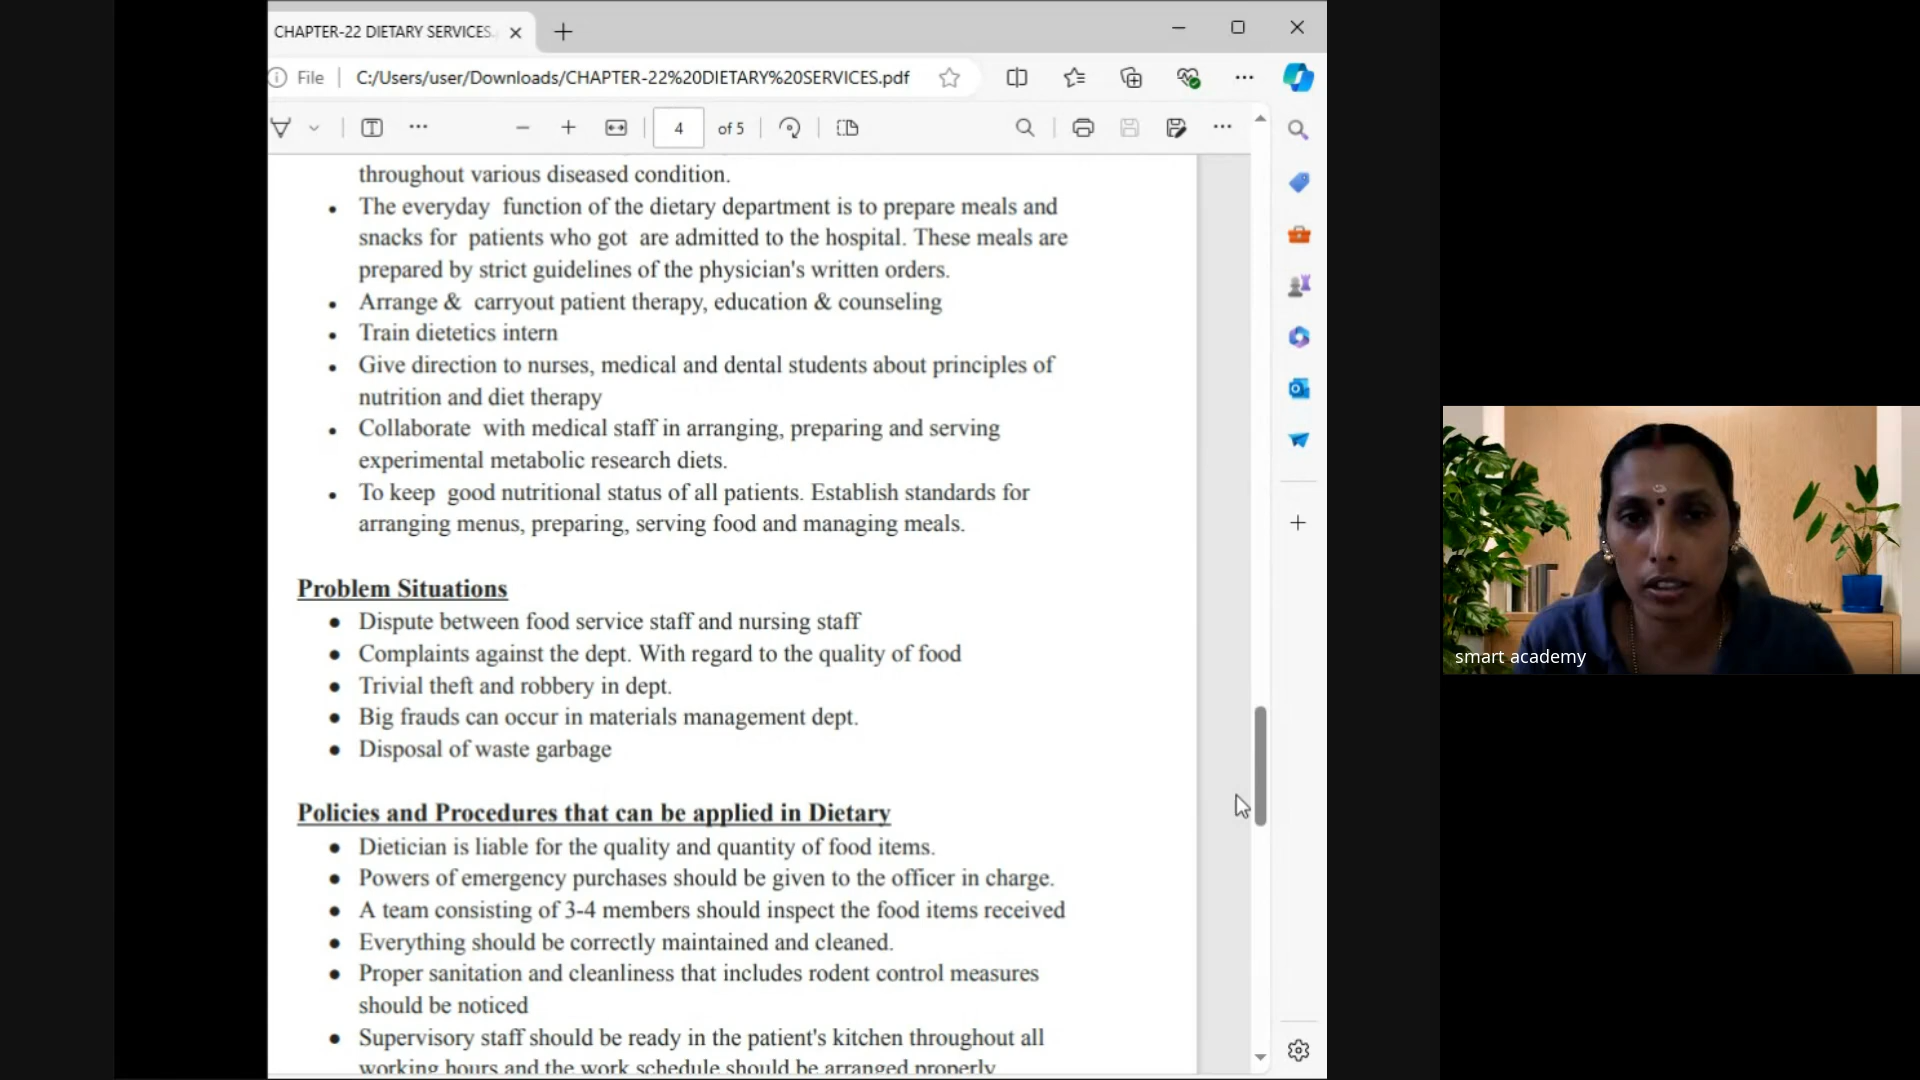 CHAPTER-22 DIETARY SERVICES.
File
C:/Users/user/Downloads/CHAPTER-22%20DIETARY%20SERVICES.pdf
4 of 5
throughout various diseased condition.
• The everyday function of the dietary department is to prepare meals and
snacks for patients who got are admitted to the hospital. These meals are
prepared by strict guidelines of the physician's written orders.
• Arrange & carryout patient therapy, education & counseling
• Train dietetics intern
• Give direction to nurses, medical and dental students about principles of
nutrition and diet therapy
• Collaborate with medical staff in arranging, preparing and serving
experimental metabolic research diets.
• To keep good nutritional status of all patients. Establish standards for
arranging menus, preparing, serving food and managing meals.
Problem Situations
● Dispute between food service staff and nursing staff
● Complaints against the dept. With regard to the quality of food
● Trivial theft and robbery in dept.
● Big frauds can occur in materials management dept.
● Disposal of waste garbage
Policies and Procedures that can be applied in Dietary
● Dietician is liable for the quality and quantity of food items.
● Powers of emergency purchases should be given to the officer in charge.
● A team consisting of 3-4 members should inspect the food items received
● Everything should be correctly maintained and cleaned.
● Proper sanitation and cleanliness that includes rodent control measures
should be noticed
● Supervisory staff should be ready in the patient's kitchen throughout all
working hours and the work schedule should be arranged properly
smart academy